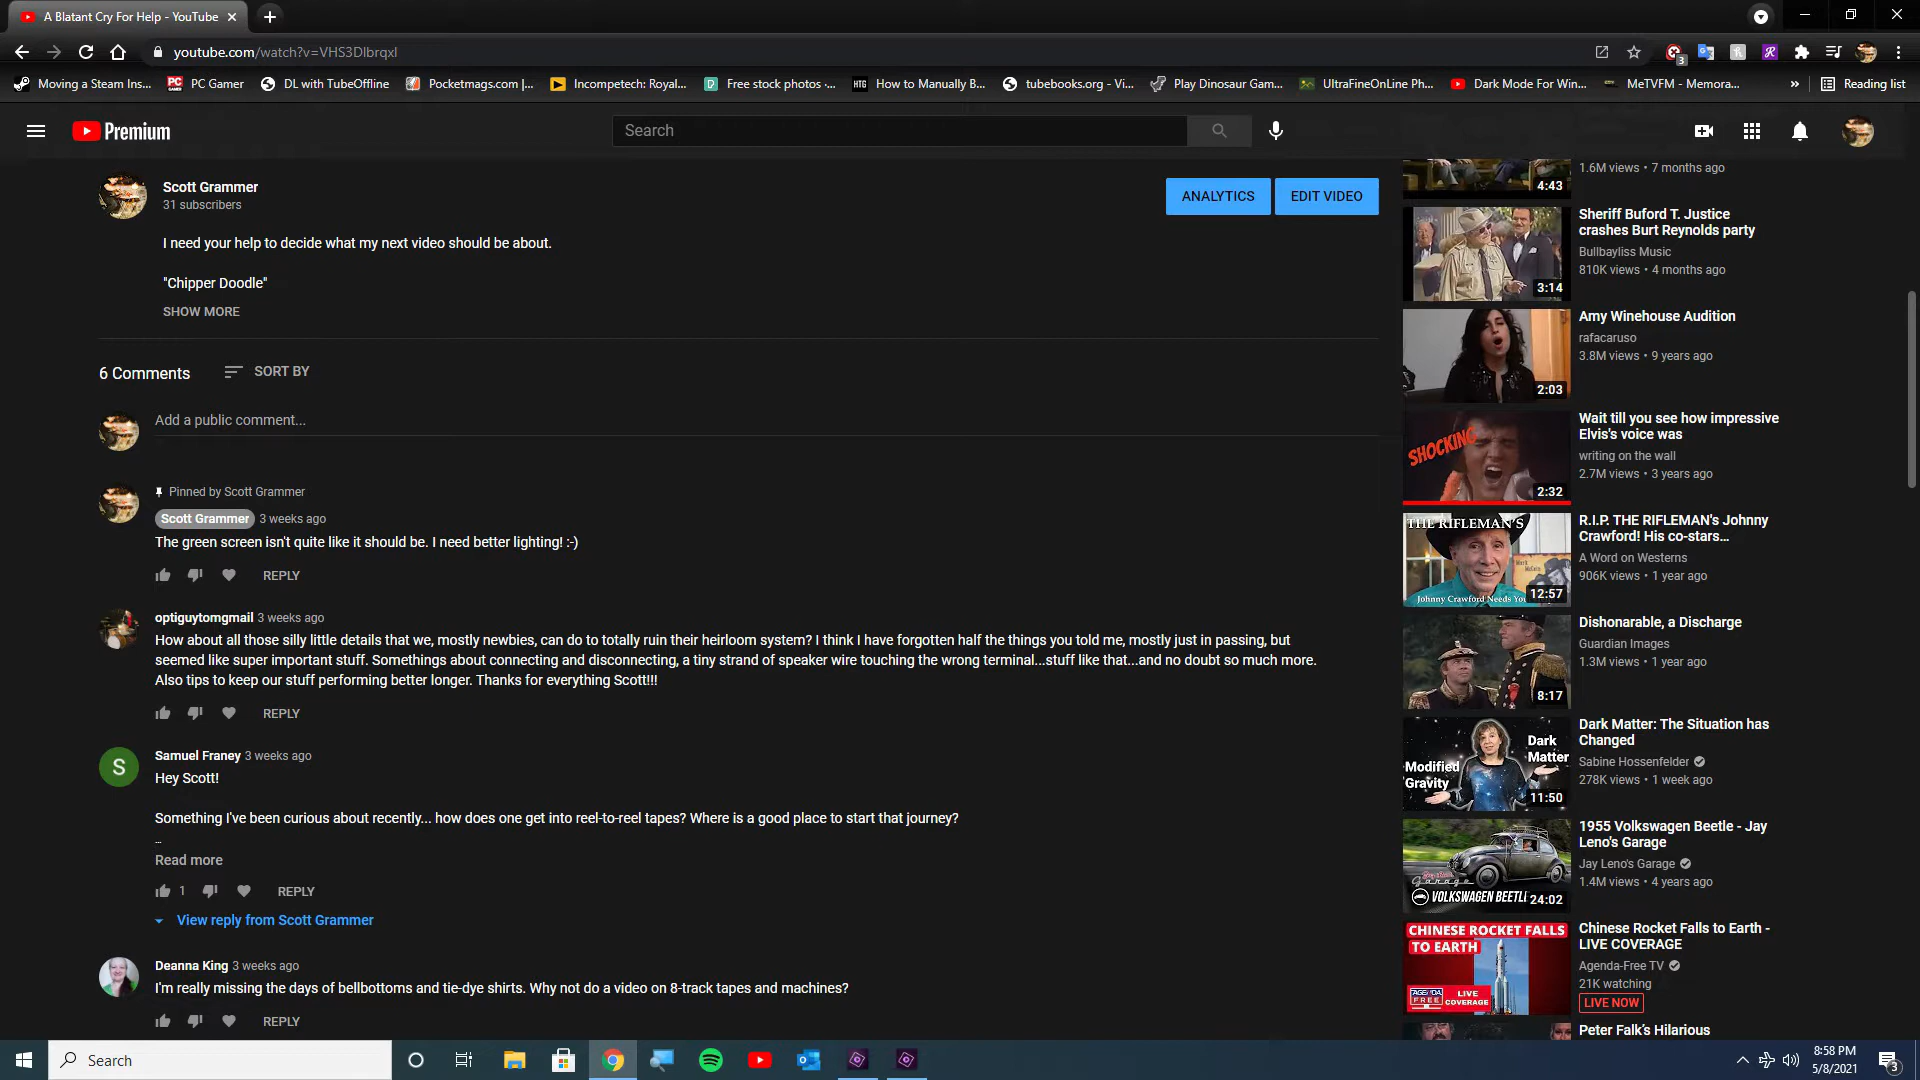 A Blatant Cry For Help - YouTube
youtube.com/watch?v=VHS3DIbrqxI
3
Moving a Steam Ins...
PC Gamer
DL with TubeOffline
Pocketmags.com |...
Incompetech: Royal...
Free stock photos ·...
How to Manually B...
tubebooks.org - Vi...
Play Dinosaur Gam...
UltraFineOnLine Ph...
Dark Mode For Win...
MeTVFM - Memora...
»
Reading list
Premium
Search
Scott Grammer
31 subscribers
ANALYTICS
EDIT VIDEO
I need your help to decide what my next video should be about.
"Chipper Doodle"
SHOW MORE
6 Comments
SORT BY
Add a public comment...
Pinned by Scott Grammer
Scott Grammer 3 weeks ago
The green screen isn't quite like it should be. I need better lighting! :-)
REPLY
optiguytomgmail 3 weeks ago
How about all those silly little details that we, mostly newbies, can do to totally ruin their heirloom system? I think I have forgotten half the things you told me, mostly just in passing, but
seemed like super important stuff. Somethings about connecting and disconnecting, a tiny strand of speaker wire touching the wrong terminal...stuff like that...and no doubt so much more.
Also tips to keep our stuff performing better longer. Thanks for everything Scott!!!
REPLY
S
Samuel Franey 3 weeks ago
Hey Scott!
Something I've been curious about recently... how does one get into reel-to-reel tapes? Where is a good place to start that journey?
...
Read more
1
REPLY
View reply from Scott Grammer
Deanna King 3 weeks ago
I'm really missing the days of bellbottoms and tie-dye shirts. Why not do a video on 8-track tapes and machines?
REPLY
4:43
1.6M views • 7 months ago
3:14
Sheriff Buford T. Justice
crashes Burt Reynolds party
Bullbayliss Music
810K views • 4 months ago
2:03
Amy Winehouse Audition
rafacaruso
3.8M views • 9 years ago
SHOCKING
2:32
Wait till you see how impressive
Elvis's voice was
writing on the wall
2.7M views • 3 years ago
THE RIFLEMAN'S
Johnny Crawford Needs You
12:57
R.I.P. THE RIFLEMAN's Johnny
Crawford! His co-stars...
A Word on Westerns
906K views • 1 year ago
8:17
Dishonarable, a Discharge
Guardian Images
1.3M views • 1 year ago
Dark
Matter
Modified
Gravity
11:50
Dark Matter: The Situation has
Changed
Sabine Hossenfelder
278K views • 1 week ago
Jay Leno's
Garage
VOLKSWAGEN BEETL
24:02
1955 Volkswagen Beetle - Jay
Leno's Garage
Jay Leno's Garage
1.4M views • 4 years ago
CHINESE ROCKET FALLS
TO EARTH
AGENDA
FREE
LIVE
COVERAGE
Chinese Rocket Falls to Earth -
LIVE COVERAGE
Agenda-Free TV
21K watching
LIVE NOW
Peter Falk's Hilarious
Search
8:58 PM
5/8/2021
3